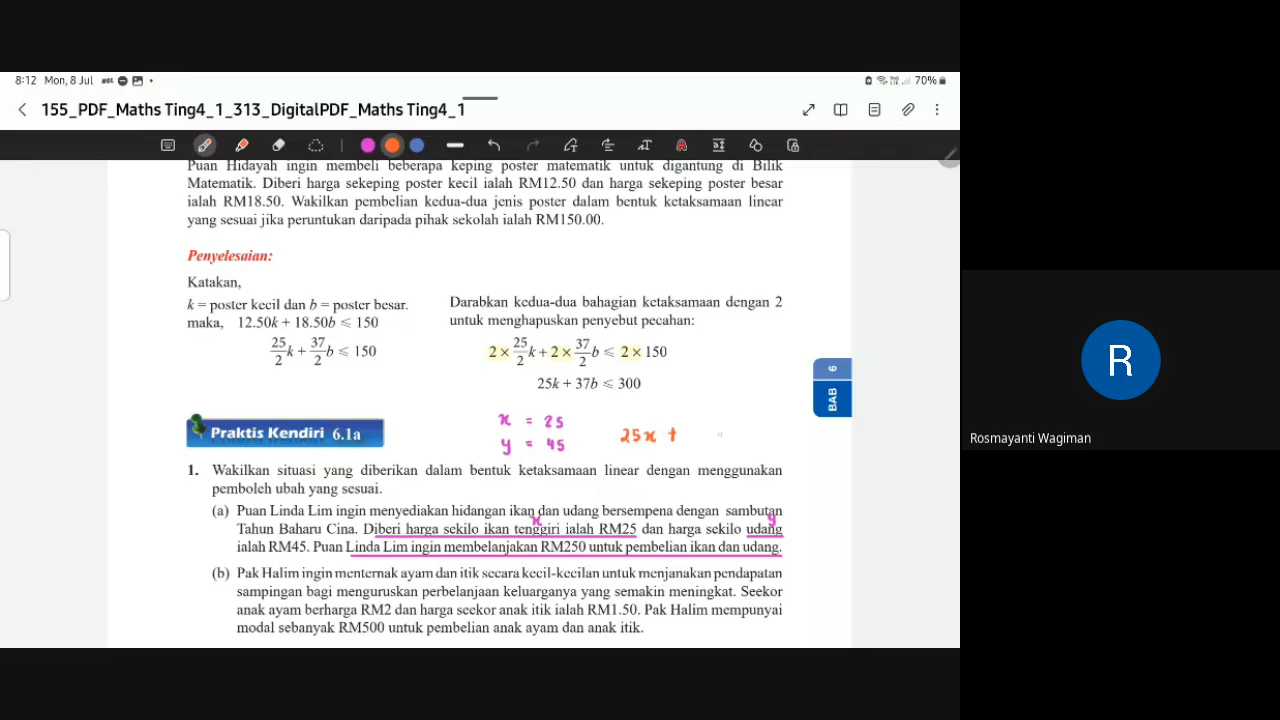 8:12 Mon, 8 Jul
70%
155_PDF_Maths Ting4_1_313_DigitalPDF_Maths Ting4_1
Puan Hidayah ingin membeli beberapa keping poster matematik untuk digantung di Bilik
Matematik. Diberi harga sekeping poster kecil ialah RM12.50 dan harga sekeping poster besar
ialah RM18.50. Wakilkan pembelian kedua-dua jenis poster dalam bentuk ketaksamaan linear
yang sesuai jika peruntukan daripada pihak sekolah ialah RM150.00.
Penyelesaian:
Katakan,
k = poster kecil dan b = poster besar.
maka, 12.50k + 18.50b ⩽ 150
25/2 k + 37/2 b ⩽ 150
Darabkan kedua-dua bahagian ketaksamaan dengan 2
untuk menghapuskan penyebut pecahan:
2 × 25/2 k + 2 × 37/2 b ⩽ 2 × 150
25k + 37b ⩽ 300
6
BAB
x = 25
y = 45
25x +
Praktis Kendiri 6.1a
1. Wakilkan situasi yang diberikan dalam bentuk ketaksamaan linear dengan menggunakan
pemboleh ubah yang sesuai.
(a) Puan Linda Lim ingin menyediakan hidangan ikan dan udang bersempena dengan sambutan
x
y
Tahun Baharu Cina. Diberi harga sekilo ikan tenggiri ialah RM25 dan harga sekilo udang
ialah RM45. Puan Linda Lim ingin membelanjakan RM250 untuk pembelian ikan dan udang.
(b) Pak Halim ingin menternak ayam dan itik secara kecil-kecilan untuk menjanakan pendapatan
sampingan bagi menguruskan perbelanjaan keluarganya yang semakin meningkat. Seekor
anak ayam berharga RM2 dan harga seekor anak itik ialah RM1.50. Pak Halim mempunyai
modal sebanyak RM500 untuk pembelian anak ayam dan anak itik.
R
Rosmayanti Wagiman